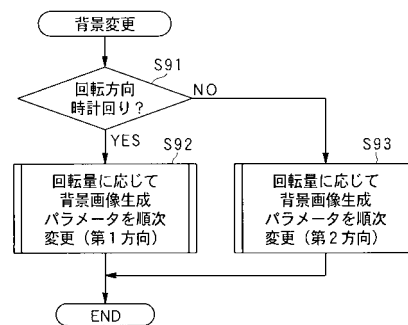 背景変更
S91
回転方向
時計回り？
NO
YES
S92
回転量に応じて
背景画像生成
パラメータを順次
変更（第1方向）
S93
回転量に応じて
背景画像生成
パラメータを順次
変更（第2方向）
END